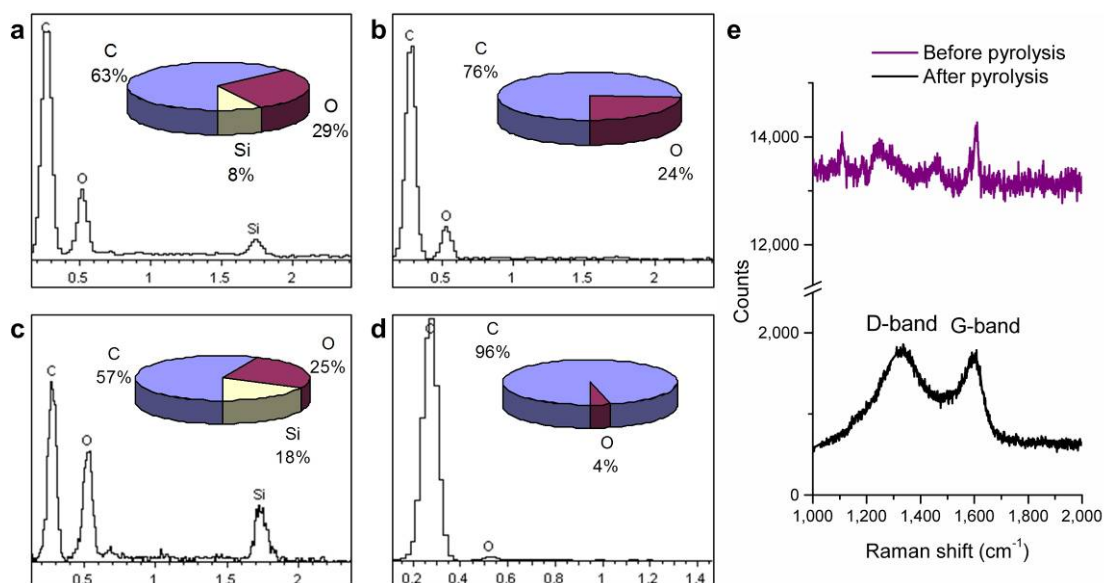 a
C
C
63%
O
29%
Si
8%
O
Si
0.5
1
1.5
2
b
C
C
76%
O
24%
O
0.5
1
1.5
2
c
C
C
57%
O
25%
Si
18%
O
Si
0.5
1
1.5
2
d
C
C
96%
O
4%
O
0.2
0.4
0.6
0.8
1
1.2
1.4
e
Before pyrolysis
After pyrolysis
14,000
12,000
Counts
D-band
G-band
2,000
0
1,000
1,200
1,400
1,600
1,800
2,000
Raman shift (cm⁻¹)